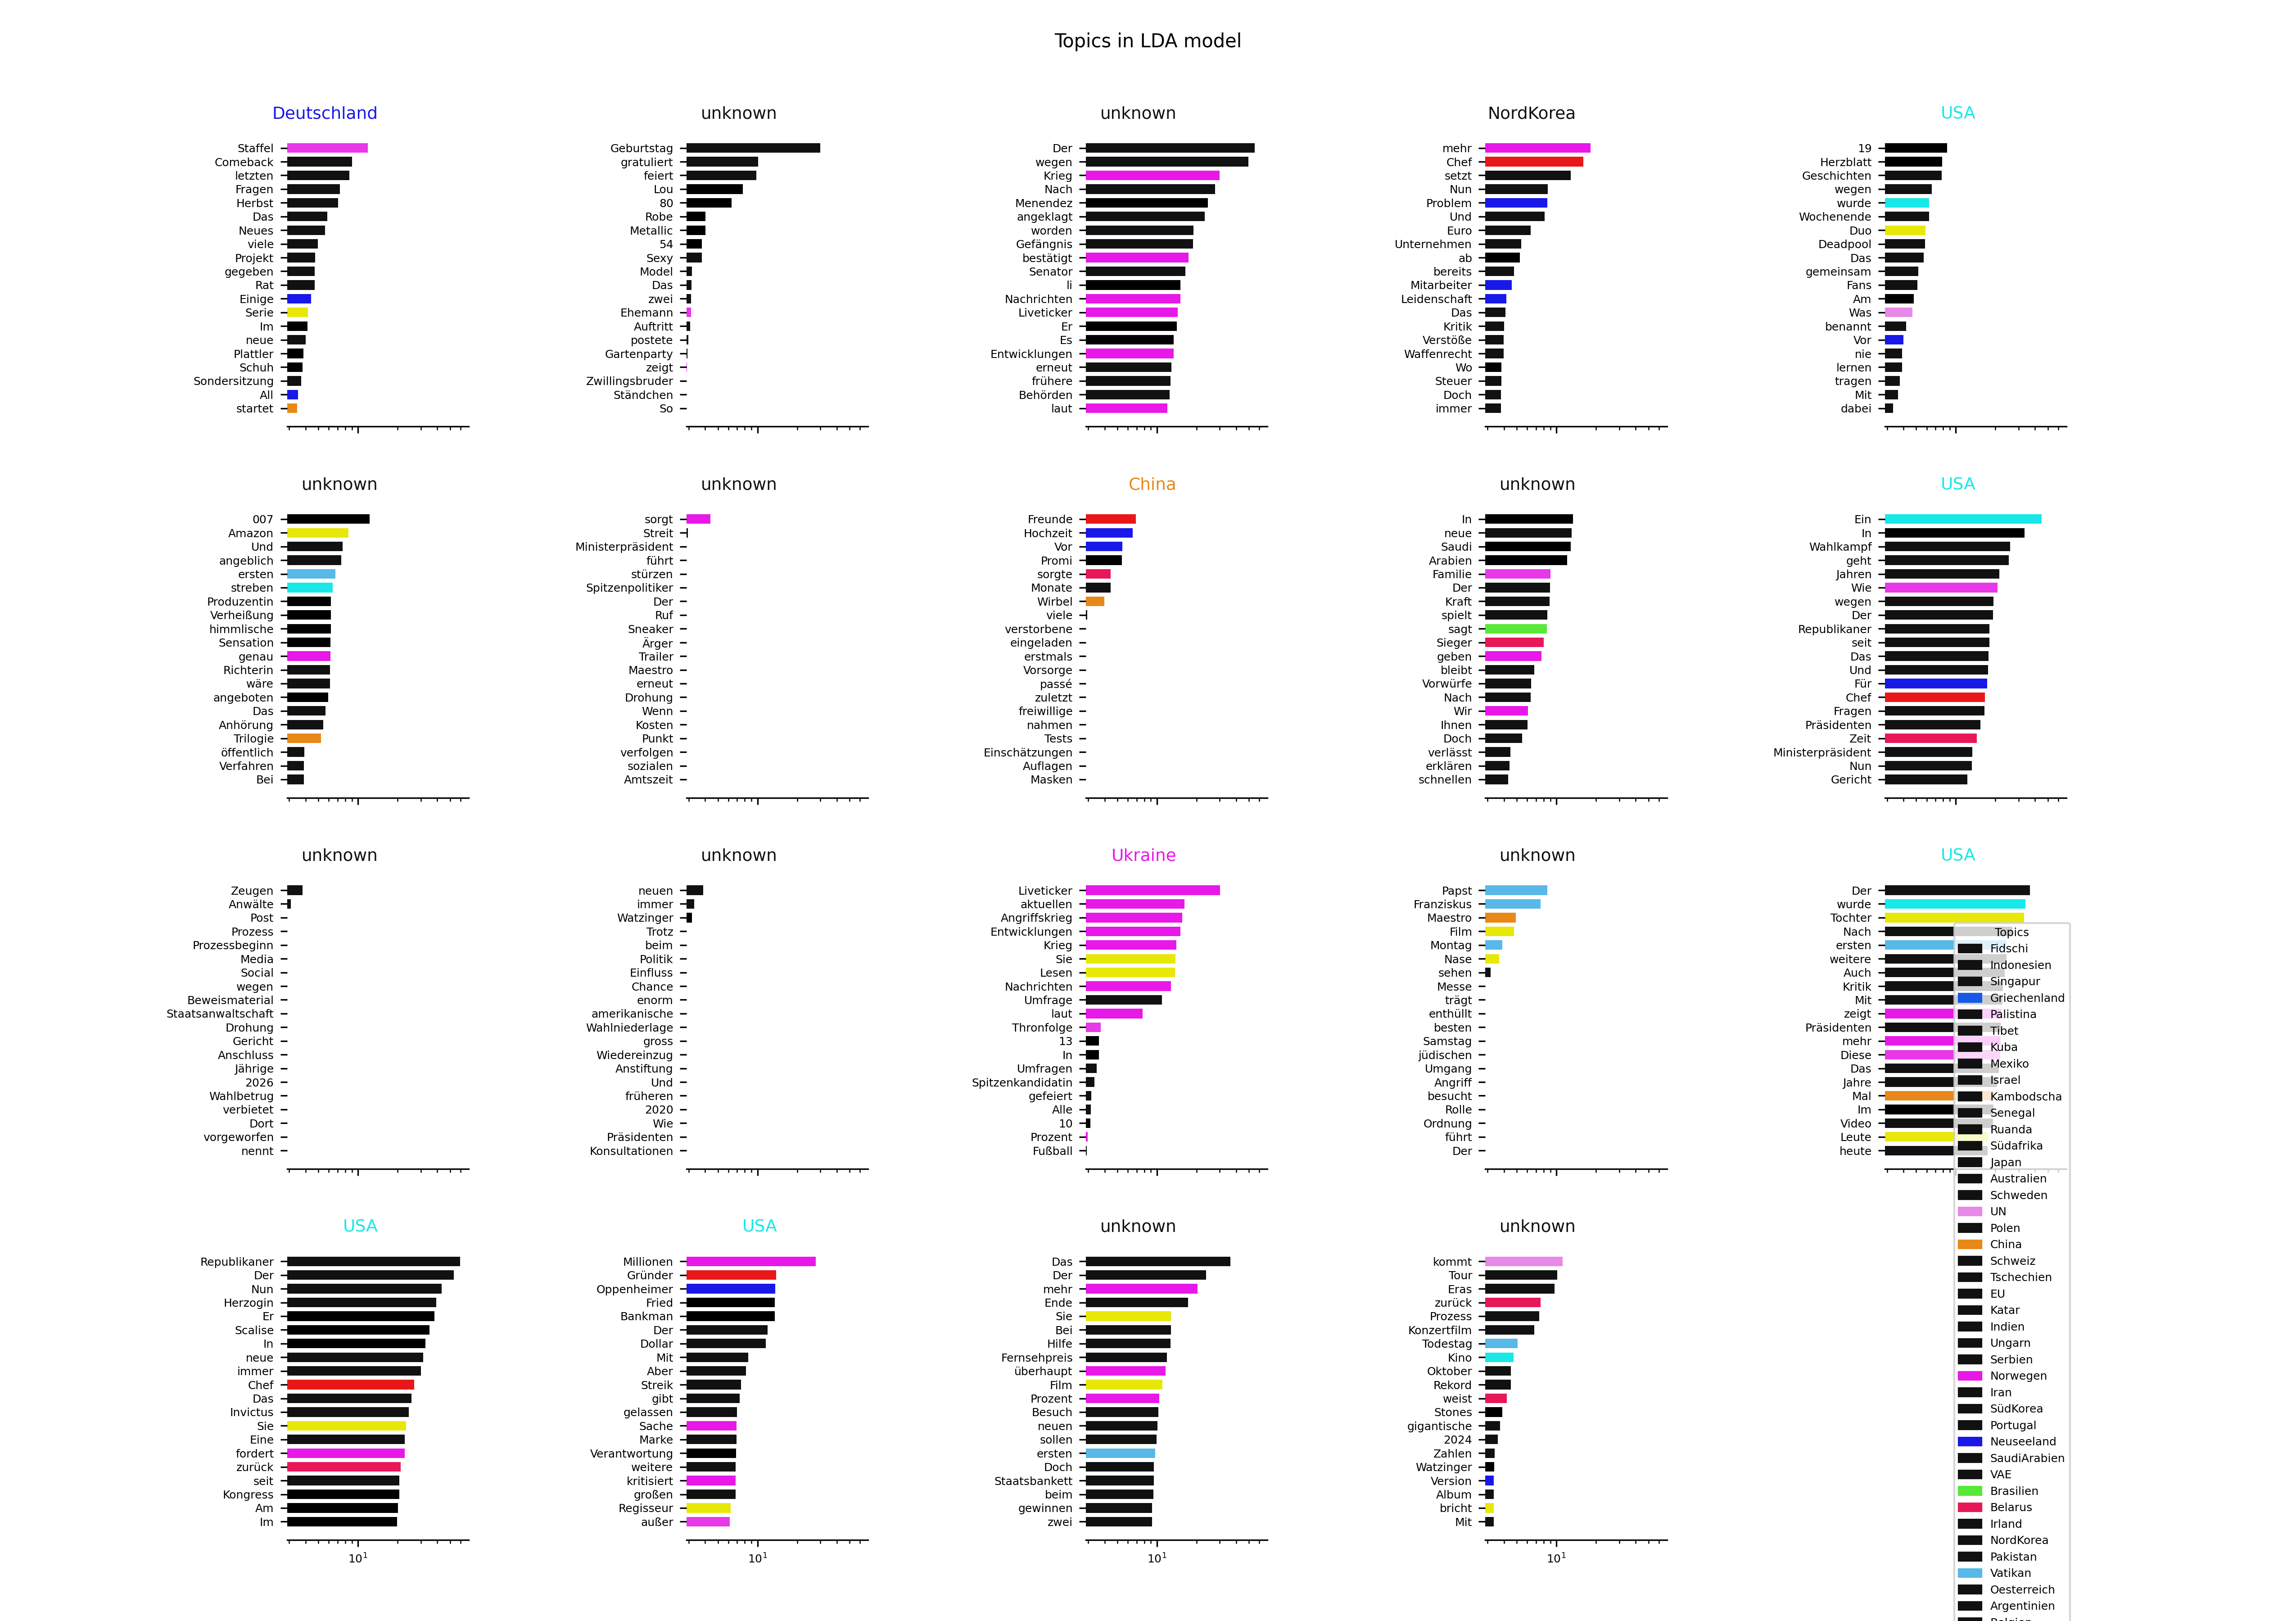 Topics in LDA model
Deutschland
Staffel
Comeback
letzten
Fragen
Herbst
Das
Neues
viele
Projekt
gegeben
Rat
Einige
Serie
Im
neue
Plattler
Schuh
Sondersitzung
All
startet
unknown
Geburtstag
gratuliert
feiert
Lou
80
Robe
Metallic
54
Sexy
Model
Das
zwei
Ehemann
Auftritt
postete
Gartenparty
zeigt
Zwillingsbruder
Ständchen
So
unknown
Der
wegen
Krieg
Nach
Menendez
angeklagt
worden
Gefängnis
bestätigt
Senator
li
Nachrichten
Liveticker
Er
Es
Entwicklungen
erneut
frühere
Behörden
laut
NordKorea
mehr
Chef
setzt
Nun
Problem
Und
Euro
Unternehmen
ab
bereits
Mitarbeiter
Leidenschaft
Das
Kritik
Verstöße
Waffenrecht
Wo
Steuer
Doch
immer
USA
19
Herzblatt
Geschichten
wegen
wurde
Wochenende
Duo
Deadpool
Das
gemeinsam
Fans
Am
Was
benannt
Vor
nie
lernen
tragen
Mit
dabei
unknown
007
Amazon
Und
angeblich
ersten
streben
Produzentin
Verheißung
himmlische
Sensation
genau
Richterin
wäre
angeboten
Das
Anhörung
Trilogie
öffentlich
Verfahren
Bei
unknown
sorgt
Streit
Ministerpräsident
führt
stürzen
Spitzenpolitiker
Der
Ruf
Sneaker
Ärger
Trailer
Maestro
erneut
Drohung
Wenn
Kosten
Punkt
verfolgen
sozialen
Amtszeit
China
Freunde
Hochzeit
Vor
Promi
sorgte
Monate
Wirbel
viele
verstorbene
eingeladen
erstmals
Vorsorge
passé
zuletzt
freiwillige
nahmen
Tests
Einschätzungen
Auflagen
Masken
unknown
In
neue
Saudi
Arabien
Familie
Der
Kraft
spielt
sagt
Sieger
geben
bleibt
Vorwürfe
Nach
Wir
Ihnen
Doch
verlässt
erklären
schnellen
USA
Ein
In
Wahlkampf
geht
Jahren
Wie
wegen
Der
Republikaner
seit
Das
Und
Für
Chef
Fragen
Präsidenten
Zeit
Ministerpräsident
Nun
Gericht
unknown
Zeugen
Anwälte
Post
Prozess
Prozessbeginn
Media
Social
wegen
Beweismaterial
Staatsanwaltschaft
Drohung
Gericht
Anschluss
Jährige
2026
Wahlbetrug
verbietet
Dort
vorgeworfen
nennt
unknown
neuen
immer
Watzinger
Trotz
beim
Politik
Einfluss
Chance
enorm
amerikanische
Wahlniederlage
gross
Wiedereinzug
Anstiftung
Und
früheren
2020
Wie
Präsidenten
Konsultationen
Ukraine
Liveticker
aktuellen
Angriffskrieg
Entwicklungen
Krieg
Sie
Lesen
Nachrichten
Umfrage
laut
Thronfolge
13
In
Umfragen
Spitzenkandidatin
gefeiert
Alle
10
Prozent
Fußball
unknown
Papst
Franziskus
Maestro
Film
Montag
Nase
sehen
Messe
trägt
enthüllt
besten
Samstag
jüdischen
Umgang
Angriff
besucht
Rolle
Ordnung
führt
Der
USA
Der
wurde
Tochter
Nach
ersten
weitere
Auch
Kritik
Mit
zeigt
Präsidenten
mehr
Diese
Das
Jahre
Mal
Im
Video
Leute
heute
USA
Republikaner
Der
Nun
Herzogin
Er
Scalise
In
neue
immer
Chef
Das
Invictus
Sie
Eine
fordert
zurück
seit
Kongress
Am
Im
10¹
USA
Millionen
Gründer
Oppenheimer
Fried
Bankman
Der
Dollar
Mit
Aber
Streik
gibt
gelassen
Sache
Marke
Verantwortung
weitere
kritisiert
großen
Regisseur
außer
10¹
unknown
Das
Der
mehr
Ende
Sie
Bei
Hilfe
Fernsehpreis
überhaupt
Film
Prozent
Besuch
neuen
sollen
ersten
Doch
Staatsbankett
beim
gewinnen
zwei
10¹
unknown
kommt
Tour
Eras
zurück
Prozess
Konzertfilm
Todestag
Kino
Oktober
Rekord
weist
Stones
gigantische
2024
Zahlen
Watzinger
Version
Album
bricht
Mit
10¹
Topics
Fidschi
Indonesien
Singapur
Griechenland
Palistina
Tibet
Kuba
Mexiko
Israel
Kambodscha
Senegal
Ruanda
Südafrika
Japan
Australien
Schweden
UN
Polen
China
Schweiz
Tschechien
EU
Katar
Indien
Ungarn
Serbien
Norwegen
Iran
SüdKorea
Portugal
Neuseeland
SaudiArabien
VAE
Brasilien
Belarus
Irland
NordKorea
Pakistan
Vatikan
Oesterreich
Argentinien